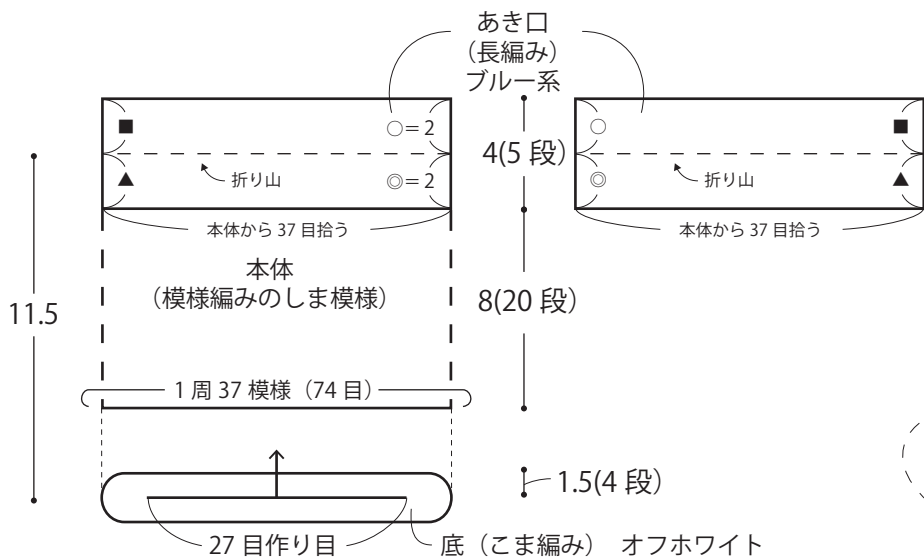 あき口
（長編み）
ブルー系
■
○＝2
4(5 段)
○
■
▲
折り山
◎＝2
◎
折り山
▲
本体から 37 目拾う
本体から 37 目拾う
本体
（模様編みのしま模様）
11.5
8(20 段)
1 周 37 模様（74 目）
1.5(4 段)
27 目作り目
底（こま編み） オフホワイト